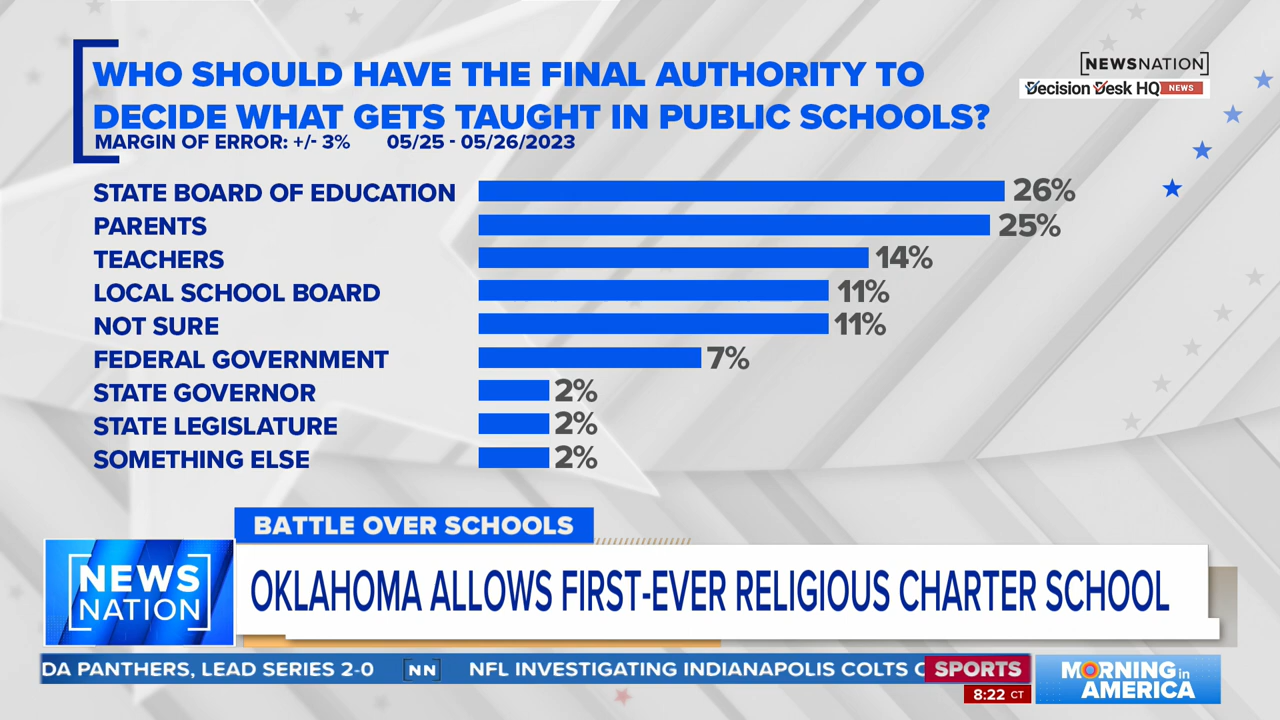 WHO SHOULD HAVE THE FINAL AUTHORITY TO
DECIDE WHAT GETS TAUGHT IN PUBLIC SCHOOLS?
MARGIN OF ERROR: +/- 3% 05/25 - 05/26/2023
[NEWSNATION]
Decision Desk HQ NEWS
STATE BOARD OF EDUCATION 26%
PARENTS 25%
TEACHERS 14%
LOCAL SCHOOL BOARD 11%
NOT SURE 11%
FEDERAL GOVERNMENT 7%
STATE GOVERNOR 2%
STATE LEGISLATURE 2%
SOMETHING ELSE 2%
BATTLE OVER SCHOOLS
NEWS
NATION
OKLAHOMA ALLOWS FIRST-EVER RELIGIOUS CHARTER SCHOOL
DA PANTHERS, LEAD SERIES 2-0 [NN] NFL INVESTIGATING INDIANAPOLIS COLTS
SPORTS
8:22 CT
MORNING in
AMERICA